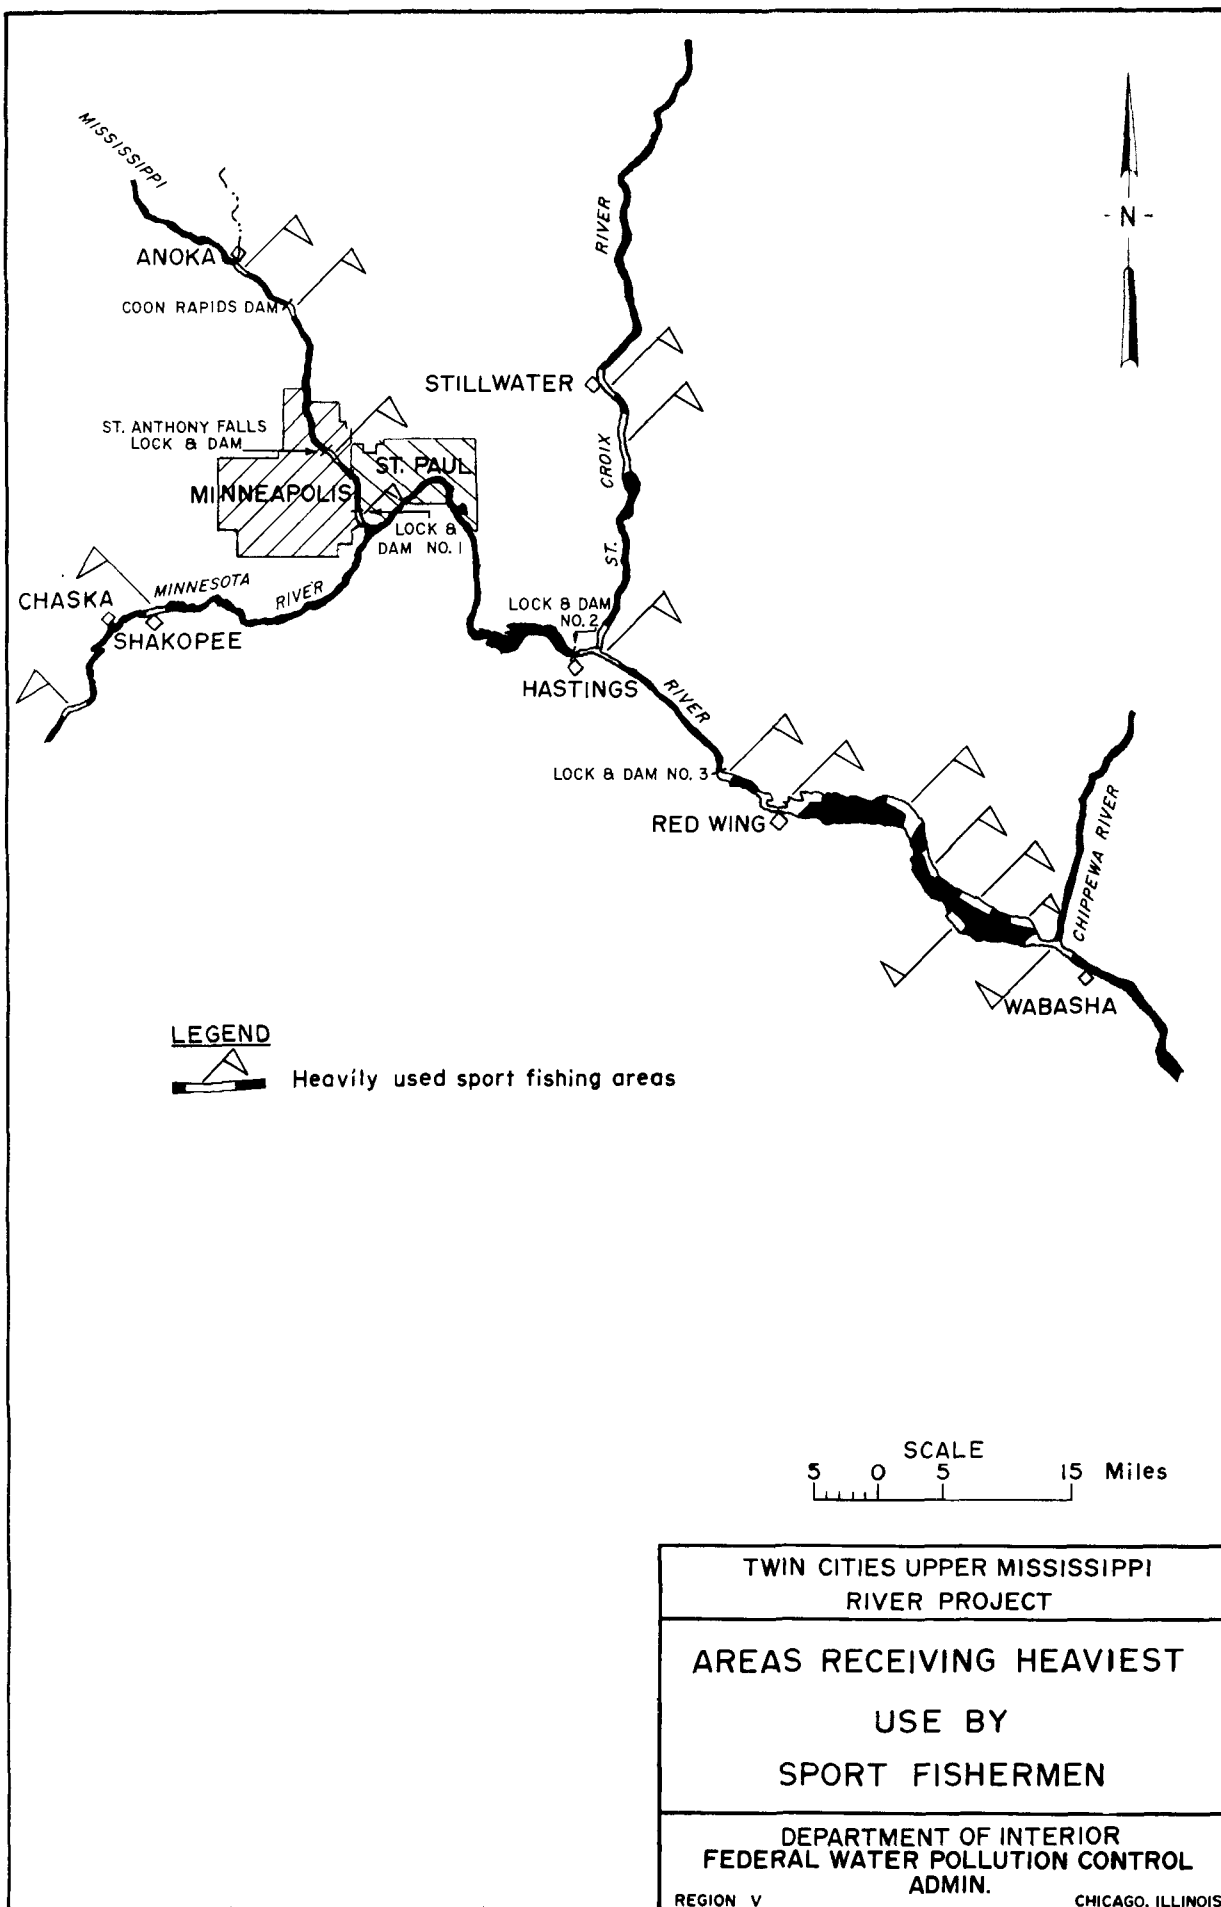 MISSISSIPPI
ANOKA
COON RAPIDS DAM
RIVER
- N -
STILLWATER
ST. ANTHONY FALLS
LOCK & DAM
ST. PAUL
MINNEAPOLIS
CROIX
LOCK &
DAM NO. 1
ST.
CHASKA
MINNESOTA
RIVER
SHAKOPEE
LOCK & DAM
NO. 2
HASTINGS
RIVER
LOCK & DAM NO. 3
RED WING
CHIPPEWA RIVER
WABASHA
LEGEND
Heavily used sport fishing areas
SCALE
5 0 5 15 Miles
TWIN CITIES UPPER MISSISSIPPI
RIVER PROJECT
AREAS RECEIVING HEAVIEST
USE BY
SPORT FISHERMEN
DEPARTMENT OF INTERIOR
FEDERAL WATER POLLUTION CONTROL
ADMIN.
REGION V CHICAGO, ILLINOIS